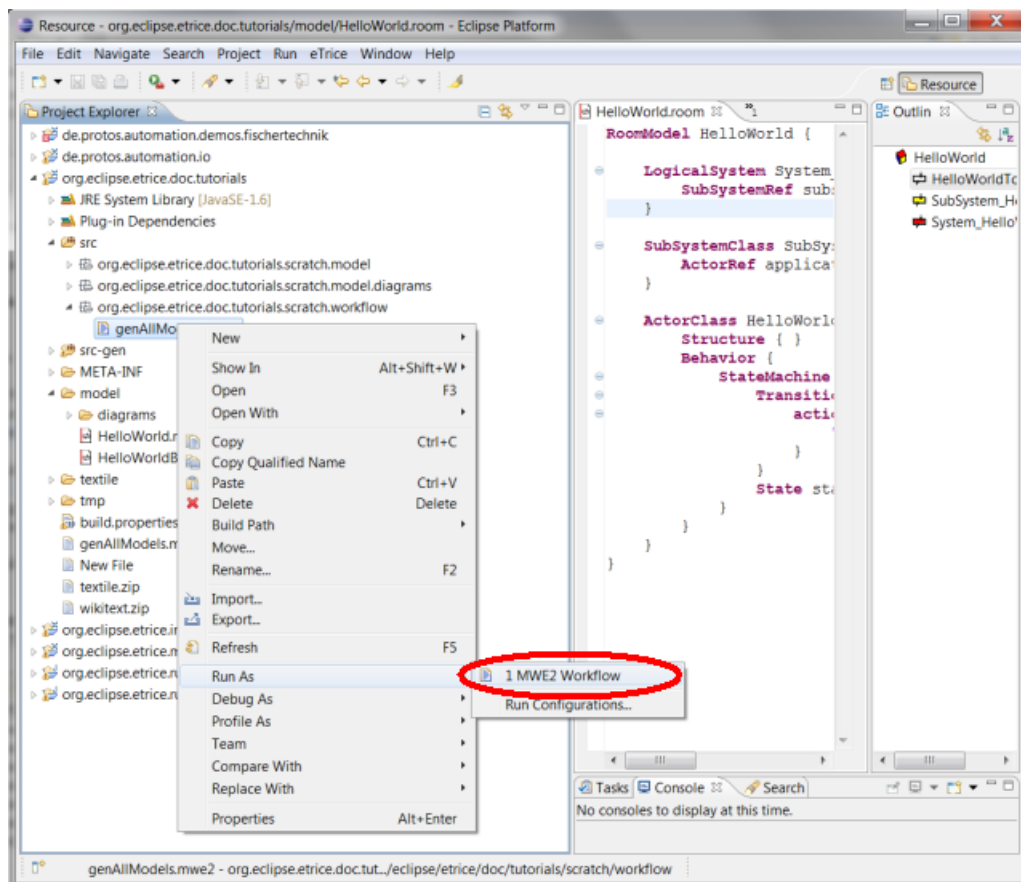 Resource - org.eclipse.etrice.doc.tutorials/model/HelloWorld.room - Eclipse Platform
File Edit Navigate Search Project Run eTrice Window Help
Resource
Project Explorer
de.protos.automation.demos.fischertechnik
de.protos.automation.io
org.eclipse.etrice.doc.tutorials
JRE System Library [JavaSE-1.6]
Plug-in Dependencies
src
org.eclipse.etrice.doc.tutorials.scratch.model
org.eclipse.etrice.doc.tutorials.scratch.model.diagrams
org.eclipse.etrice.doc.tutorials.scratch.workflow
genAllMo
src-gen
META-INF
model
diagrams
HelloWorld.r
HelloWorldB
textile
tmp
build.properties
genAllModels.m
New File
textile.zip
wikitext.zip
org.eclipse.etrice.ir
org.eclipse.etrice.m
org.eclipse.etrice.ru
org.eclipse.etrice.ru
New
Show In Alt+Shift+W
Open F3
Open With
Copy Ctrl+C
Copy Qualified Name
Paste Ctrl+V
Delete Delete
Build Path
Move...
Rename... F2
Import...
Export...
Refresh F5
Run As
Debug As
Profile As
Team
Compare With
Replace With
Properties Alt+Enter
1 MWE2 Workflow
Run Configurations...
HelloWorld.room "1
RoomModel HelloWorld {
LogicalSystem System_
SubSystemRef subs
}
SubSystemClass SubSys
ActorRef applica
}
ActorClass HelloWorl
Structure { }
Behavior {
StateMachine
Transiti
acti
'
}
}
State sta
}
}
}
}
Outlin
HelloWorld
HelloWorldTo
SubSystem_H
System_Hello
Tasks Console Search
No consoles to display at this time.
genAllModels.mwe2 - org.eclipse.etrice.doc.tut.../eclipse/etrice/doc/tutorials/scratch/workflow